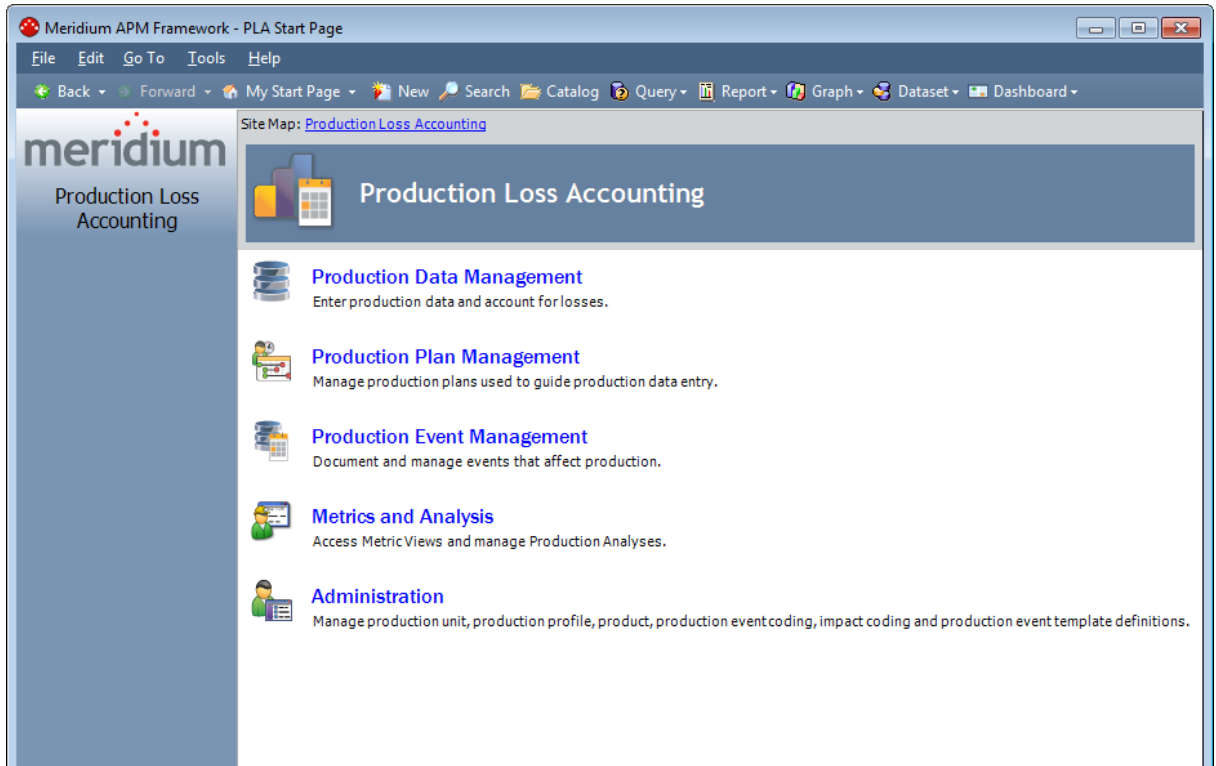 Meridium APM Framework - PLA Start Page
File Edit Go To Tools Help
Back Forward My Start Page New Search Catalog Query Report Graph Dataset Dashboard
meridium
Production Loss
Accounting
Site Map: Production Loss Accounting
Production Loss Accounting
Production Data Management
Enter production data and account for losses.
Production Plan Management
Manage production plans used to guide production data entry.
Production Event Management
Document and manage events that affect production.
Metrics and Analysis
Access Metric Views and manage Production Analyses.
Administration
Manage production unit, production profile, product, production event coding, impact coding and production event template definitions.